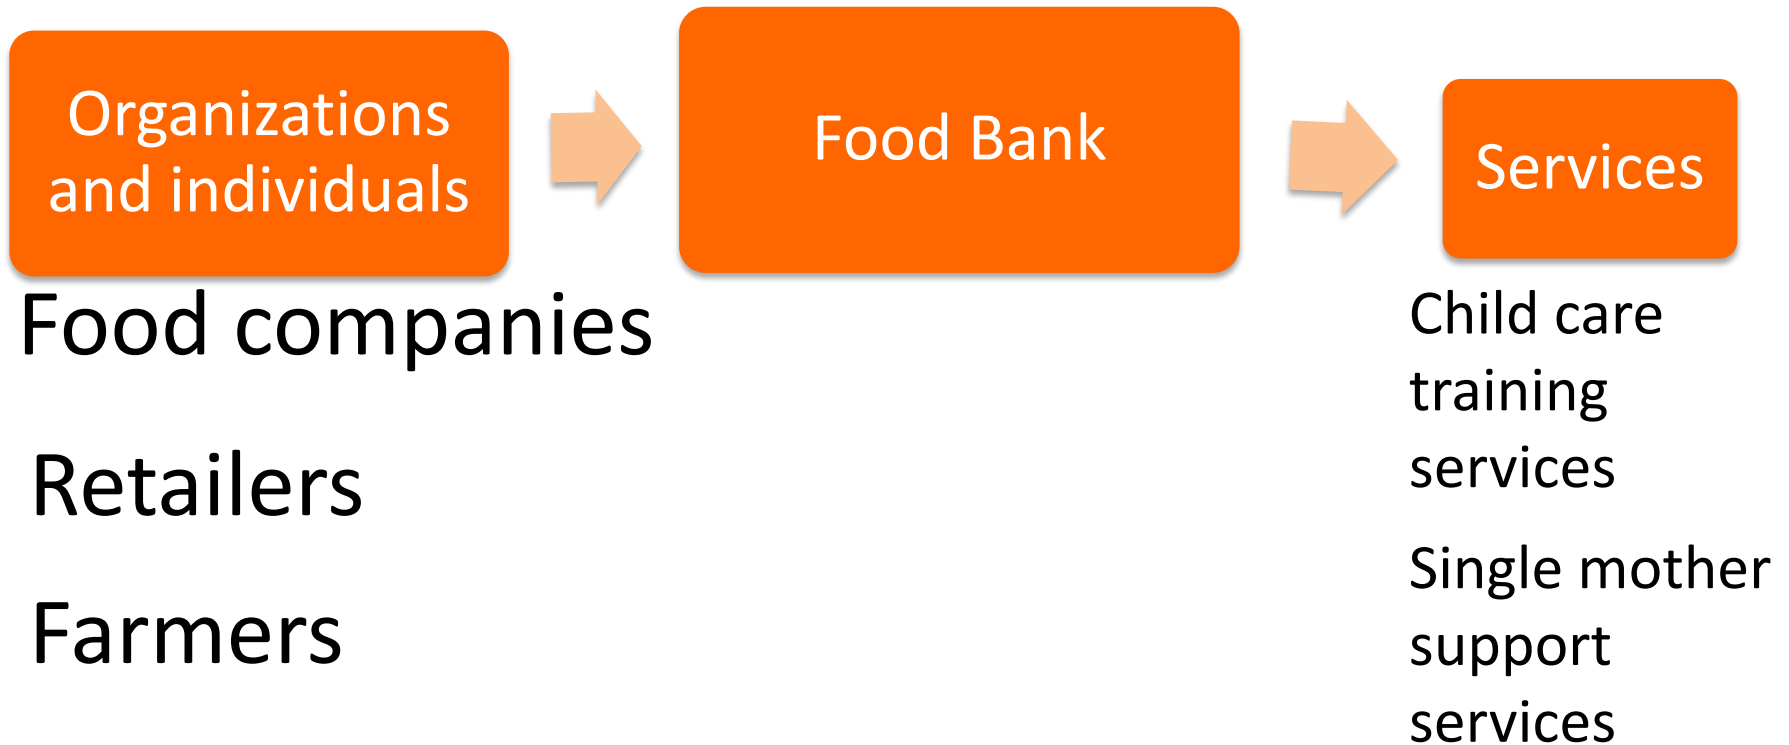 Organizations
and individuals
Food Bank
Services
Food companies
Retailers
Farmers
Child care
training
services
Single mother
support
services